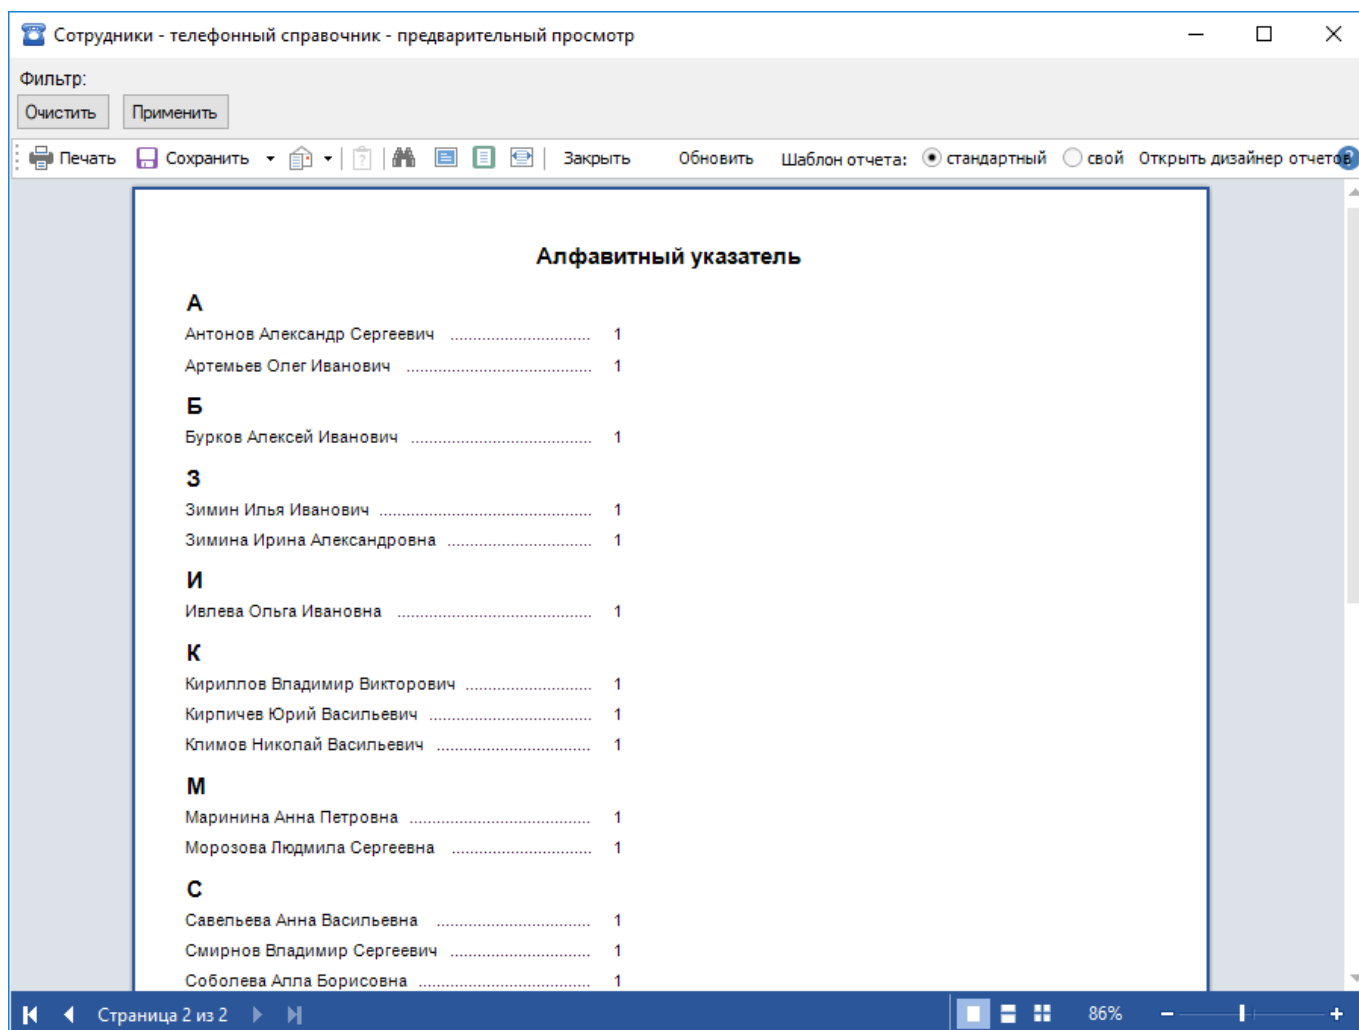 Сотрудники - телефонный справочник - предварительный просмотр
Фильтр:
Очистить Применить
Печать Сохранить Закрыть Обновить Шаблон отчета: стандартный свой Открыть дизайнер отчетов
Алфавитный указатель
А
Антонов Александр Сергеевич ................................ 1
Артемьев Олег Иванович .......................................... 1
Б
Бурков Алексей Иванович ......................................... 1
З
Зимин Илья Иванович ................................................ 1
Зимина Ирина Александровна ................................. 1
И
Ивлева Ольга Ивановна ............................................ 1
К
Кириллов Владимир Викторович ............................. 1
Кирпичев Юрий Васильевич ..................................... 1
Климов Николай Васильевич ................................... 1
М
Маринина Анна Петровна ......................................... 1
Морозова Людмила Сергеевна ................................ 1
С
Савельева Анна Васильевна ................................... 1
Смирнов Владимир Сергеевич ................................ 1
Соболева Алла Борисовна ....................................... 1
Страница 2 из 2 86%